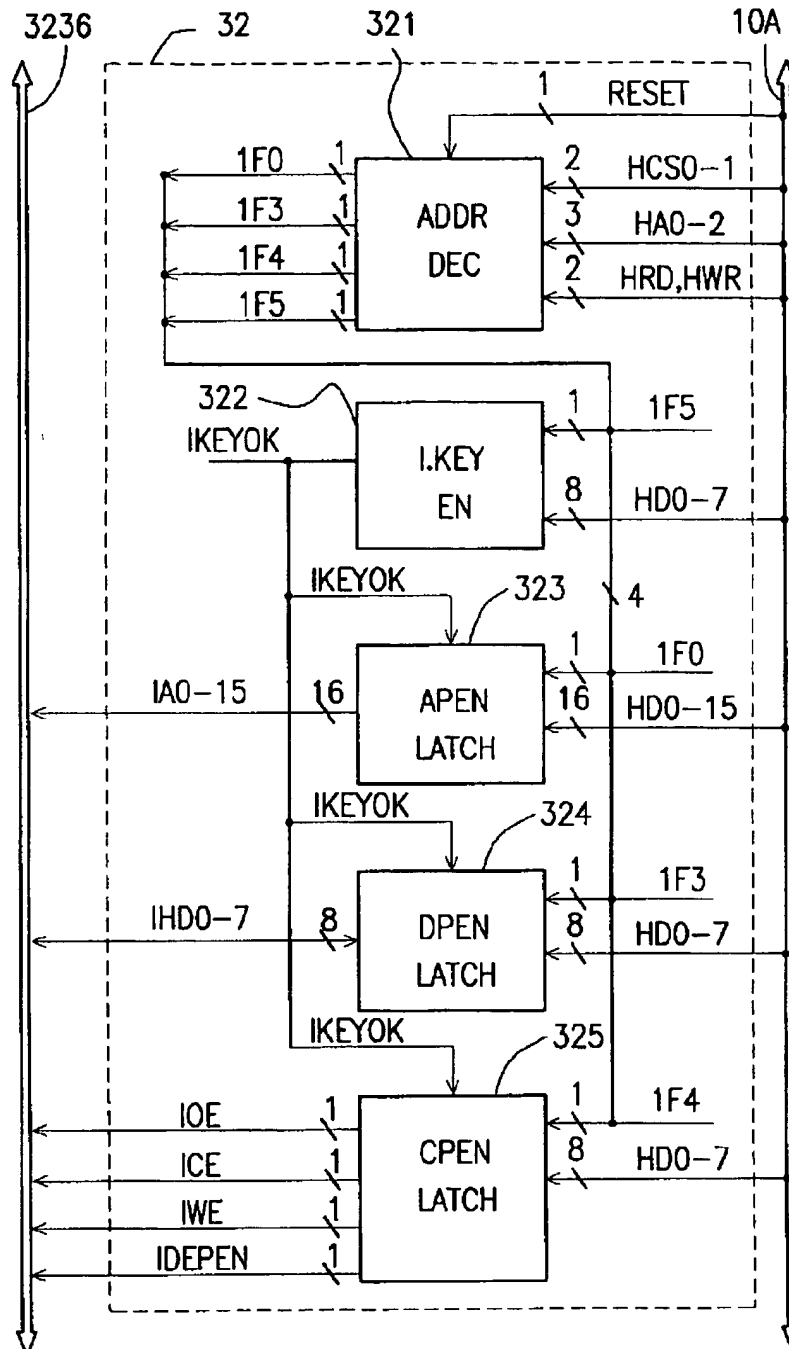 3236 32 321 10A
1 RESET
1F0 1 2 HCS0-1
1F3 1 ADDR DEC 3 HA0-2
1F4 1 2 HRD,HWR
1F5 1
322 1 1F5
IKEYOK I.KEY EN
8 HD0-7
IKEYOK 323 4
1 1F0
IA0-15 16 APEN LATCH 16 HD0-15
IKEYOK 324
1 1F3
IHD0-7 8 DPEN LATCH 8 HD0-7
IKEYOK 325
IOE 1 1 1F4
ICE 1 CPEN LATCH 8 HD0-7
IWE 1
IDEPEN 1